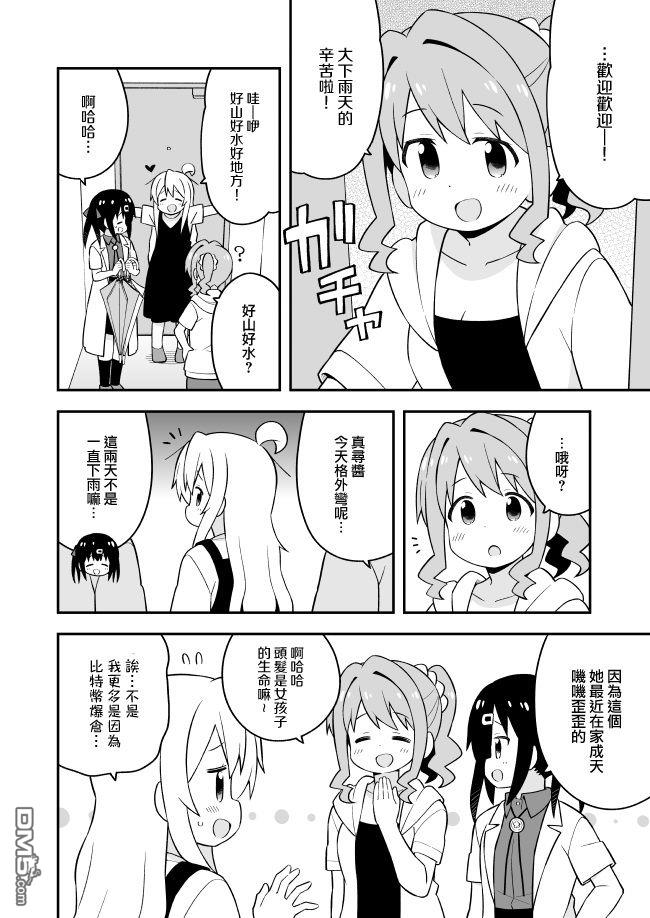 …歡迎歡迎——！
大下雨天的
辛苦啦！
ガチャ
哇——咿
好山好水好地方！
啊哈哈…
?
好山好水？
…哦呀？
真尋醬
今天格外彎呢…
這兩天不是
一直下雨嘛…
因為這個
她最近在家成天
嘰嘰歪歪的
啊哈哈
頭髮是女孩子
的生命嘛～
誒…不是
我更多是因為
比特幣爆倉…
DM5.com